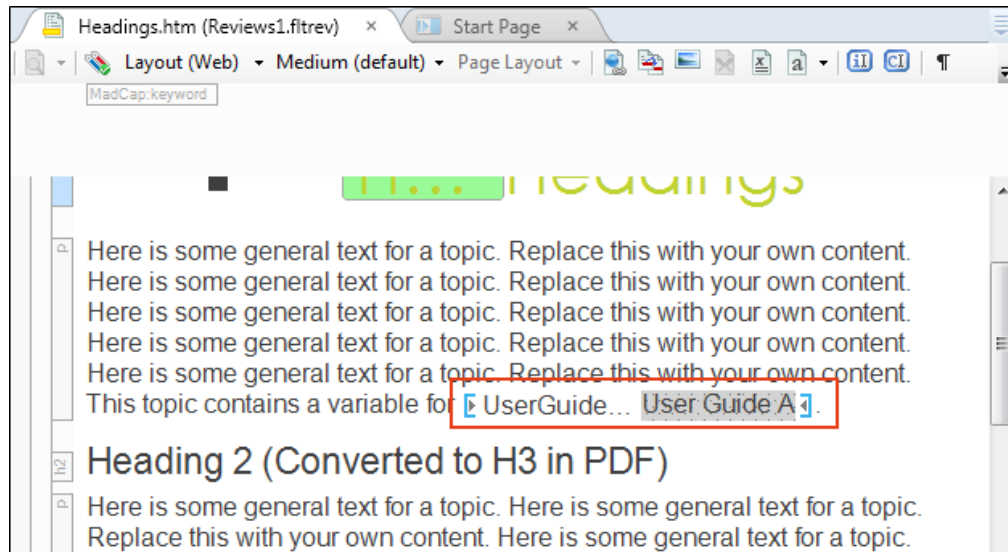 Headings.htm (Reviews1.fltrev) × Start Page ×
Layout (Web) Medium (default) Page Layout x a iI CI ¶
MadCap:keyword
H... Headings
p
Here is some general text for a topic. Replace this with your own content.
Here is some general text for a topic. Replace this with your own content.
Here is some general text for a topic. Replace this with your own content.
Here is some general text for a topic. Replace this with your own content.
Here is some general text for a topic. Replace this with your own content.
This topic contains a variable for UserGuide... User Guide A .
h2 Heading 2 (Converted to H3 in PDF)
p
Here is some general text for a topic. Here is some general text for a topic.
Replace this with your own content. Here is some general text for a topic.